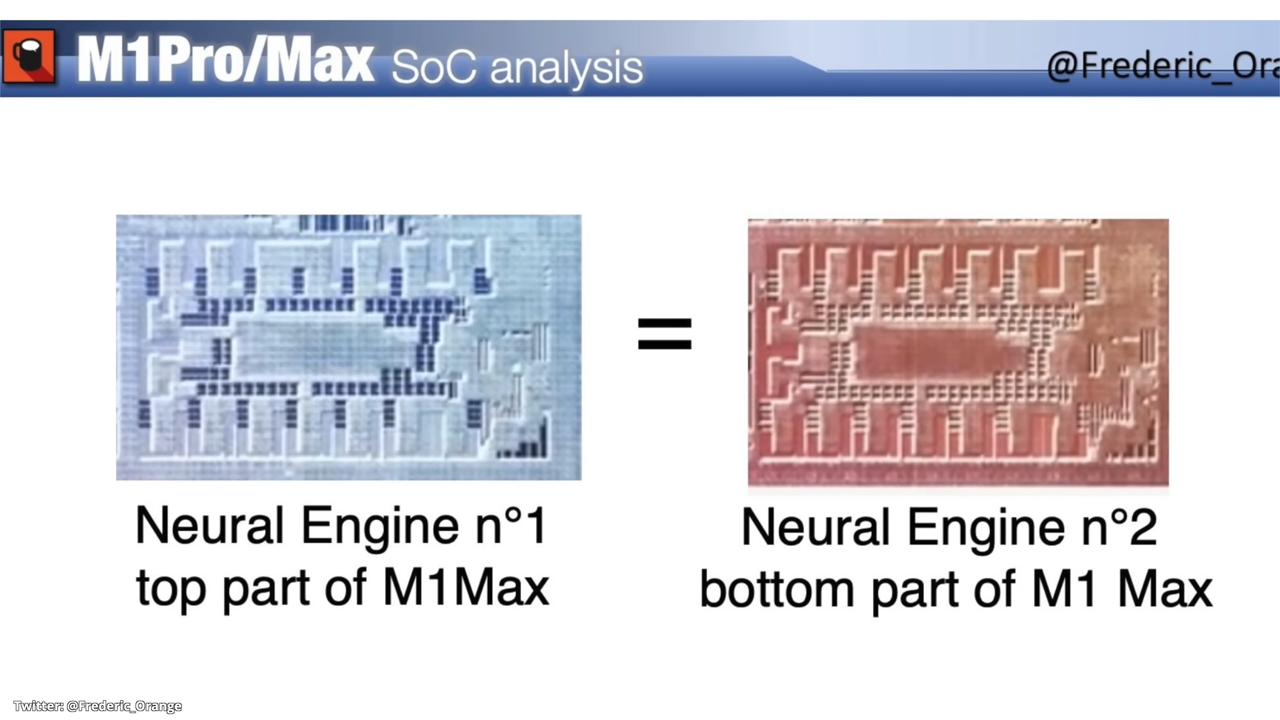 M1Pro/Max SoC analysis
@Frederic_Ora
=
Neural Engine n°1
top part of M1Max
Neural Engine n°2
bottom part of M1 Max
Twitter: @Frederic_Orange